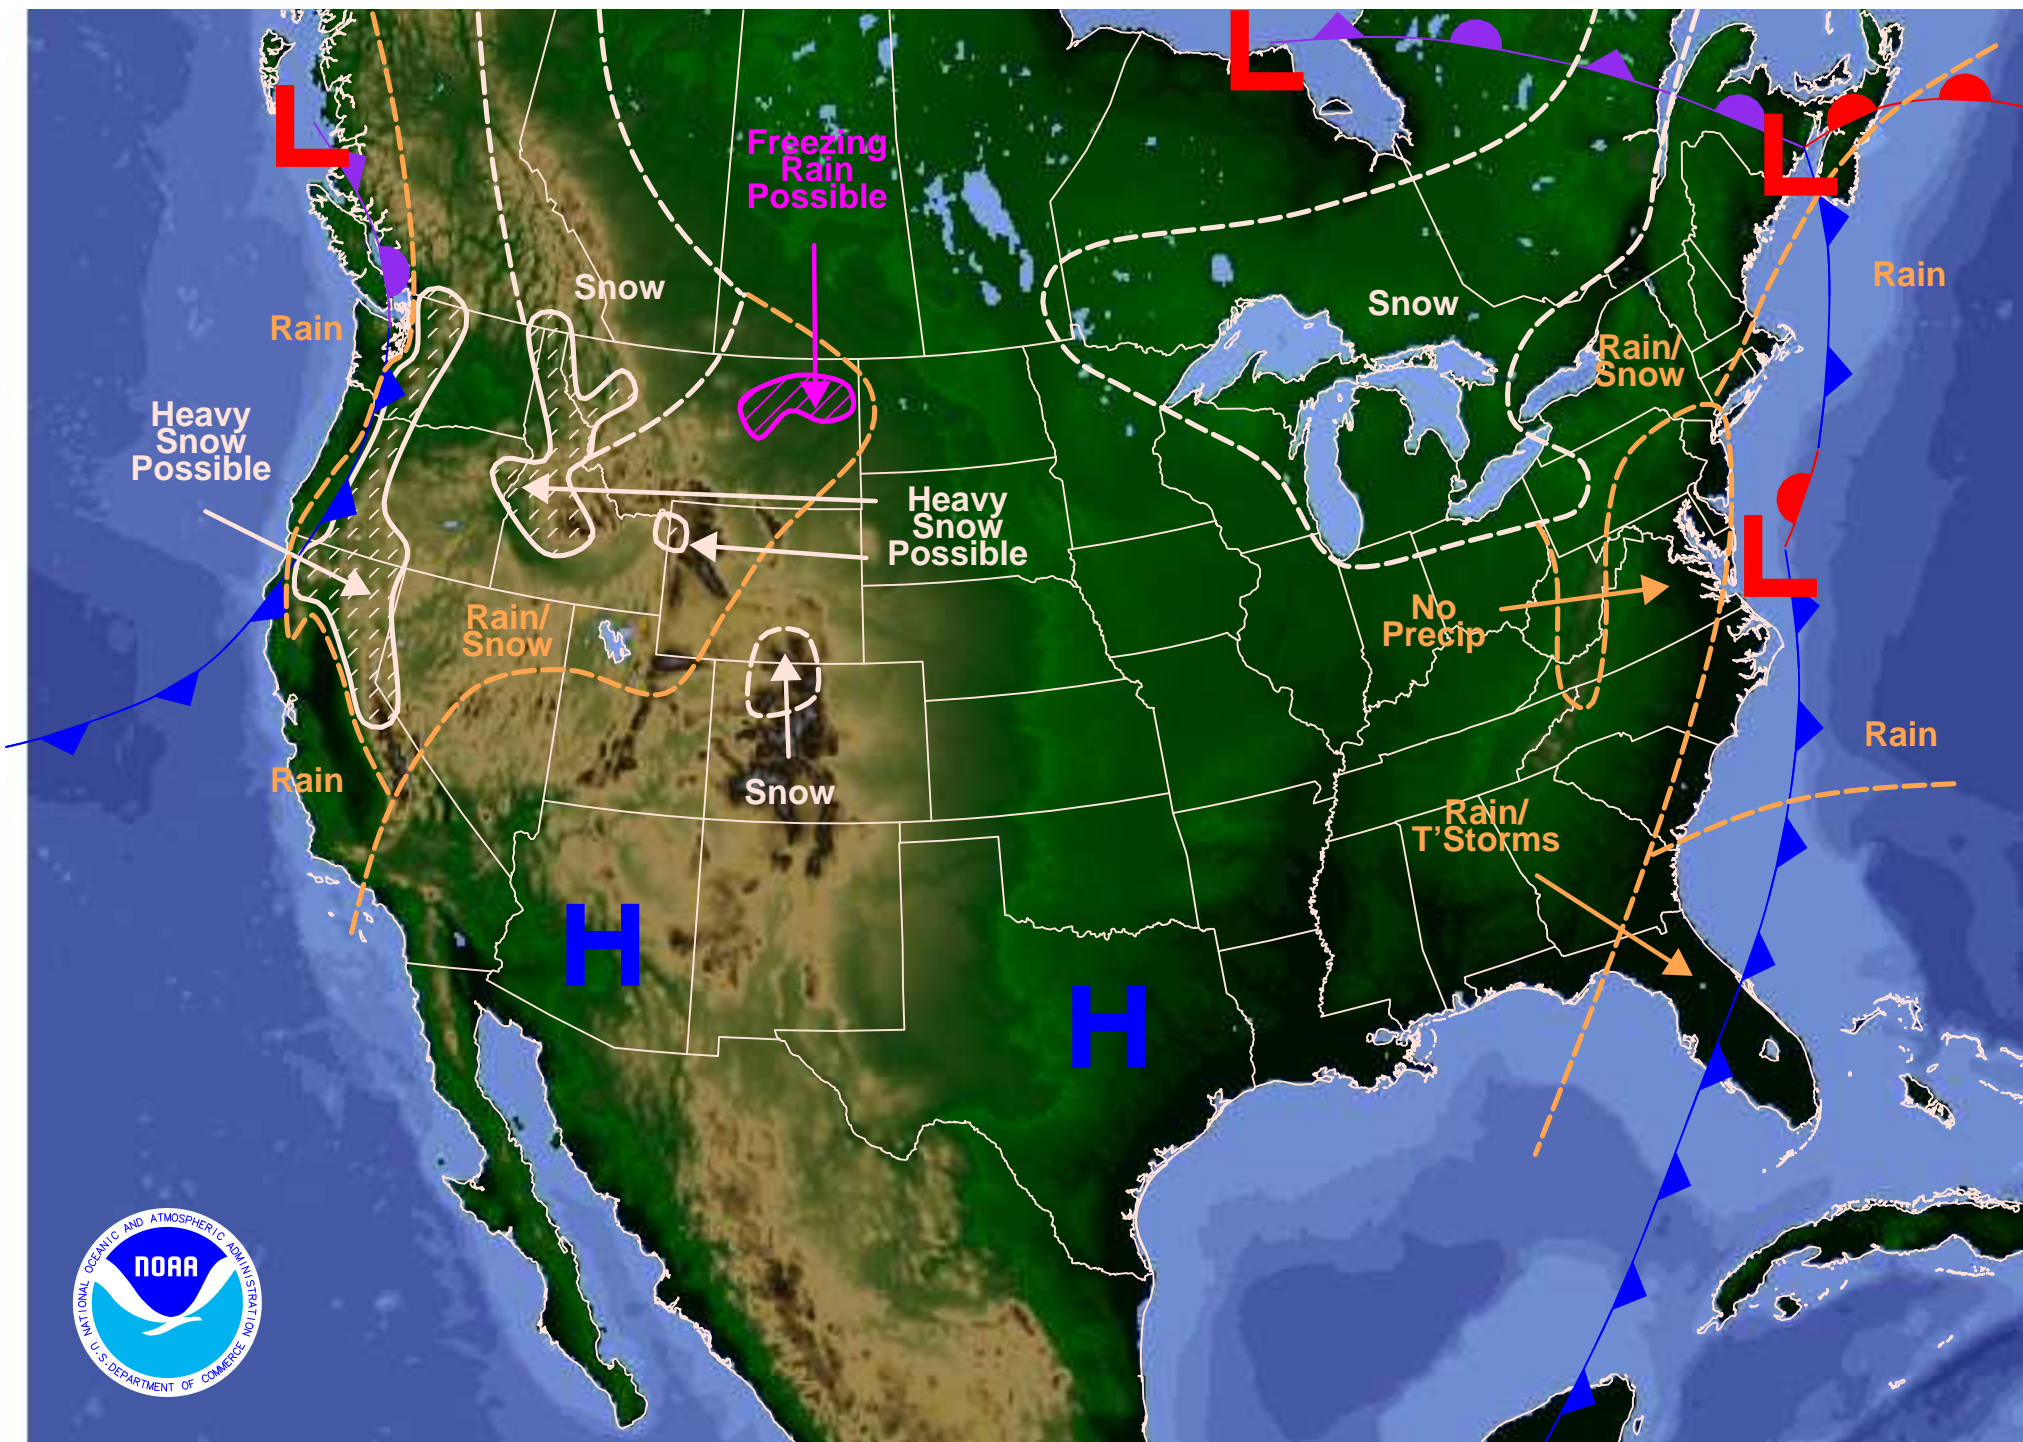 L
L
L
Freezing
Rain
Possible
Snow
Snow
Rain
Rain
Rain/
Snow
Heavy
Snow
Possible
Heavy
Snow
Possible
L
No
Precip
Rain/
Snow
Rain
Rain
Snow
Rain/
T'Storms
H
H
NATIONAL OCEANIC AND ATMOSPHERIC ADMINISTRATION
NOAA
U.S. DEPARTMENT OF COMMERCE